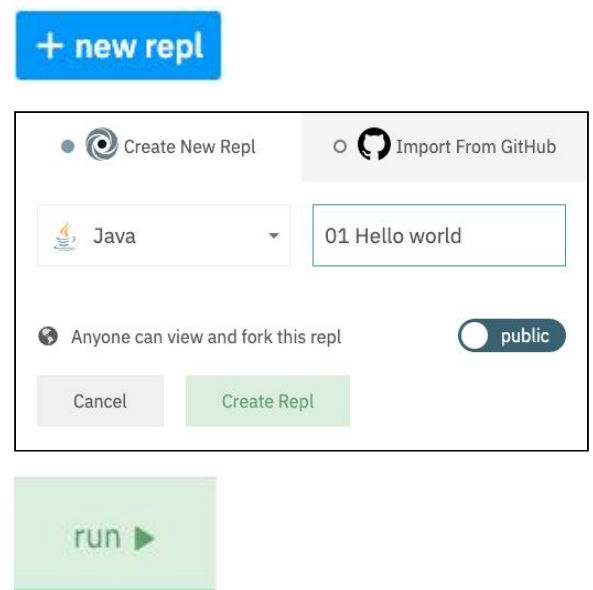 + new repl
Create New Repl
Import From GitHub
Java
01 Hello world
Anyone can view and fork this repl
public
Cancel
Create Repl
run